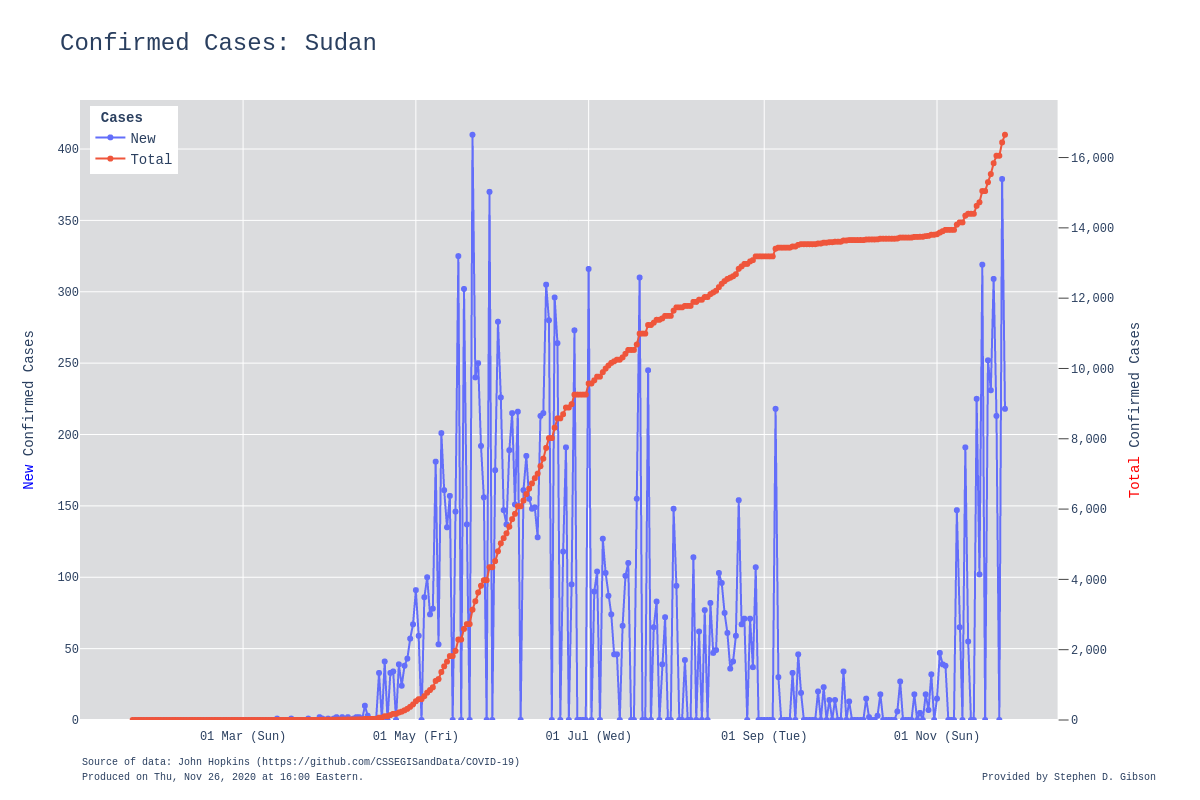 Confirmed Cases: Sudan
Cases
New
Total
400
350
300
250
200
150
100
50
0
16,000
14,000
12,000
10,000
8,000
6,000
4,000
2,000
0
New Confirmed Cases
Total Confirmed Cases
01 Mar (Sun)
01 May (Fri)
01 Jul (Wed)
01 Sep (Tue)
01 Nov (Sun)
Source of data: John Hopkins (https://github.com/CSSEGISandData/COVID-19)
Produced on Thu, Nov 26, 2020 at 16:00 Eastern.
Provided by Stephen D. Gibson